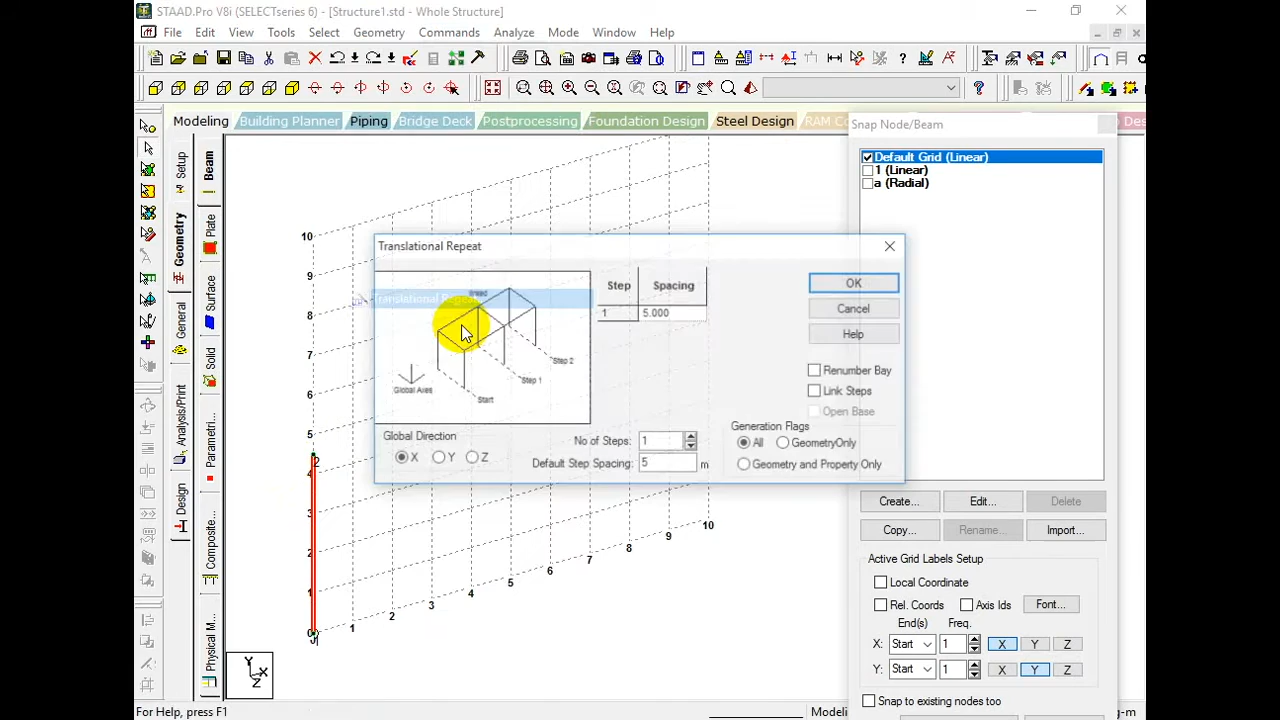 STAAD.Pro V8i (SELECTseries 6) - [Structure1.std - Whole Structure]
File Edit View Tools Select Geometry Commands Analyze Mode Window Help
Modeling Building Planner Piping Bridge Deck Postprocessing Foundation Design Steel Design RAM
Snap Node/Beam
Default Grid (Linear)
1 (Linear)
a (Radial)
Setup
Geometry
General
Analysis/Print
Design
Beam
Plate
Surface
Solid
Parametri...
Composite...
Physical M...
10
9
8
7
6
5
4
3
2
1
0
2
1
2
3
4
5
6
7
8
9
10
Translational Repeat
Translational Repeat
linked
Step 2
Step 1
Start
Global Axes
Step Spacing
1 5.000
OK
Cancel
Help
Renumber Bay
Link Steps
Open Base
Global Direction
X Y Z
No of Steps: 1
Default Step Spacing: 5 m
Generation Flags
All GeometryOnly
Geometry and Property Only
Create... Edit... Delete
Copy... Rename... Import...
Active Grid Labels Setup
Local Coordinate
Rel. Coords Axis Ids Font...
End(s) Freq.
X: Start 1 X Y Z
Y: Start 1 X Y Z
Snap to existing nodes too
Y
X
Z
For Help, press F1
Modeli
g-m